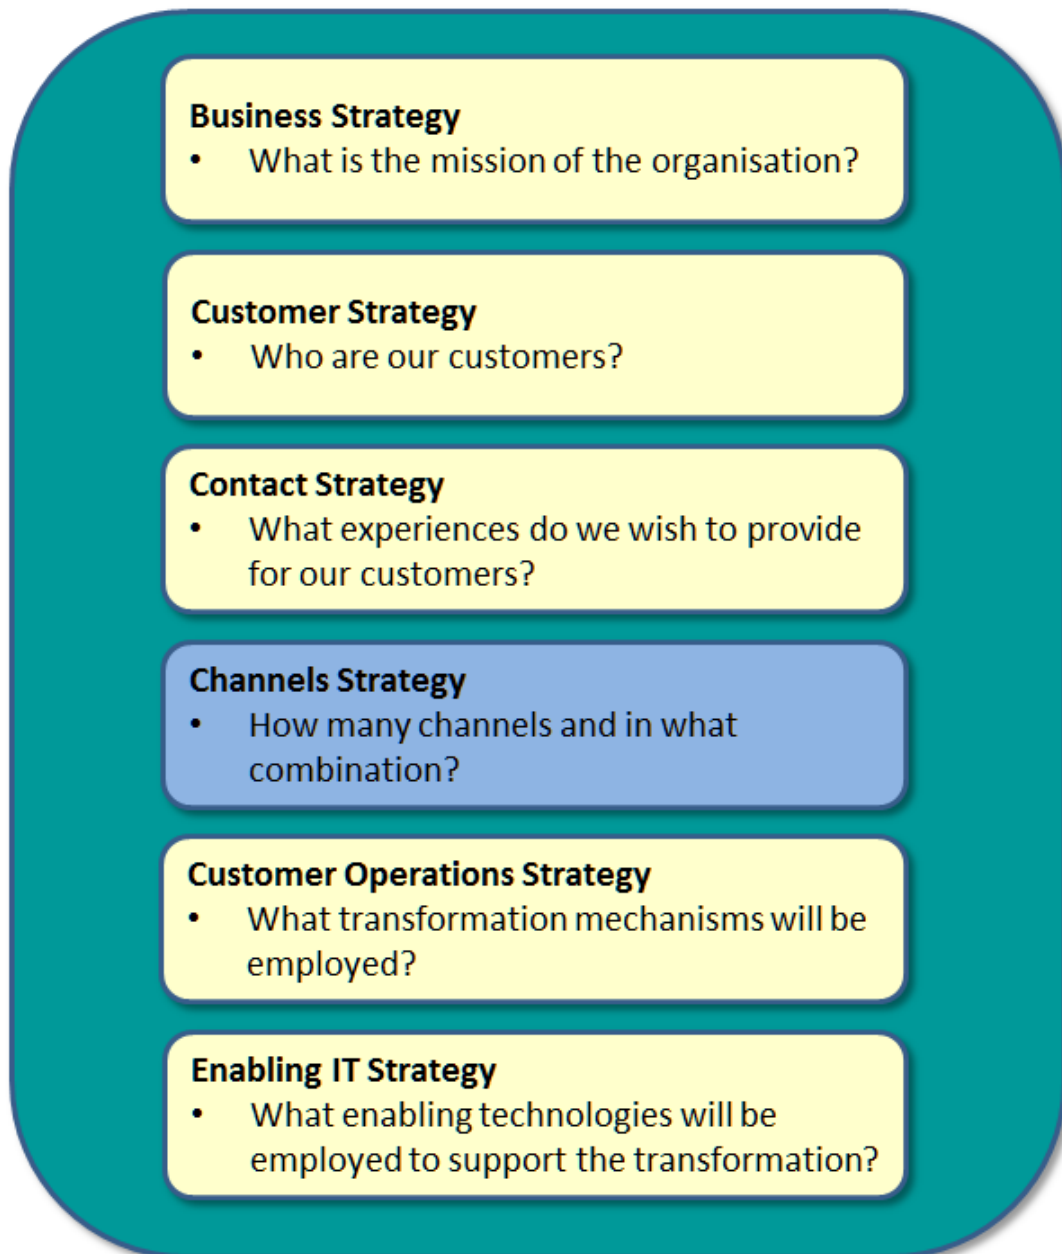 Business Strategy
• What is the mission of the organisation?
Customer Strategy
• Who are our customers?
Contact Strategy
• What experiences do we wish to provide
for our customers?
Channels Strategy
• How many channels and in what
combination?
Customer Operations Strategy
• What transformation mechanisms will be
employed?
Enabling IT Strategy
• What enabling technologies will be
employed to support the transformation?